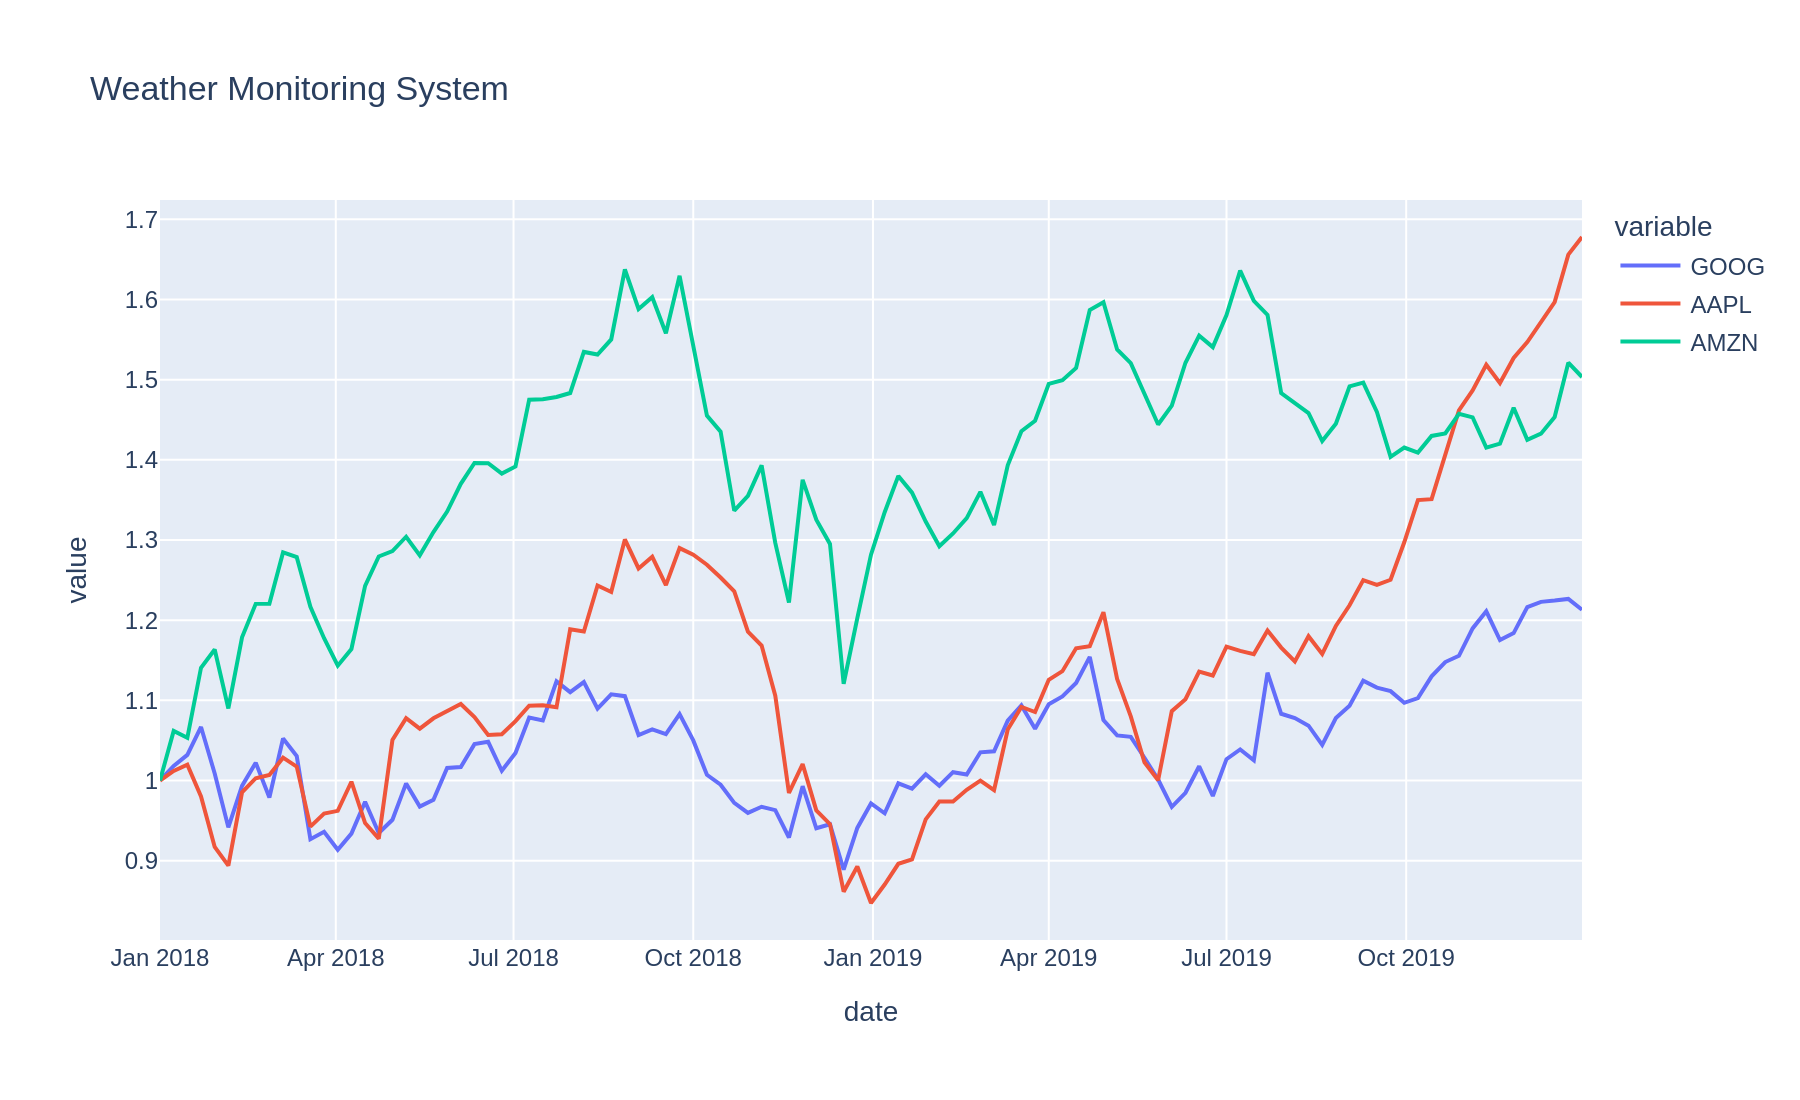 Weather Monitoring System
variable
GOOG
AAPL
AMZN
value
1.7
1.6
1.5
1.4
1.3
1.2
1.1
1
0.9
Jan 2018
Apr 2018
Jul 2018
Oct 2018
Jan 2019
Apr 2019
Jul 2019
Oct 2019
date